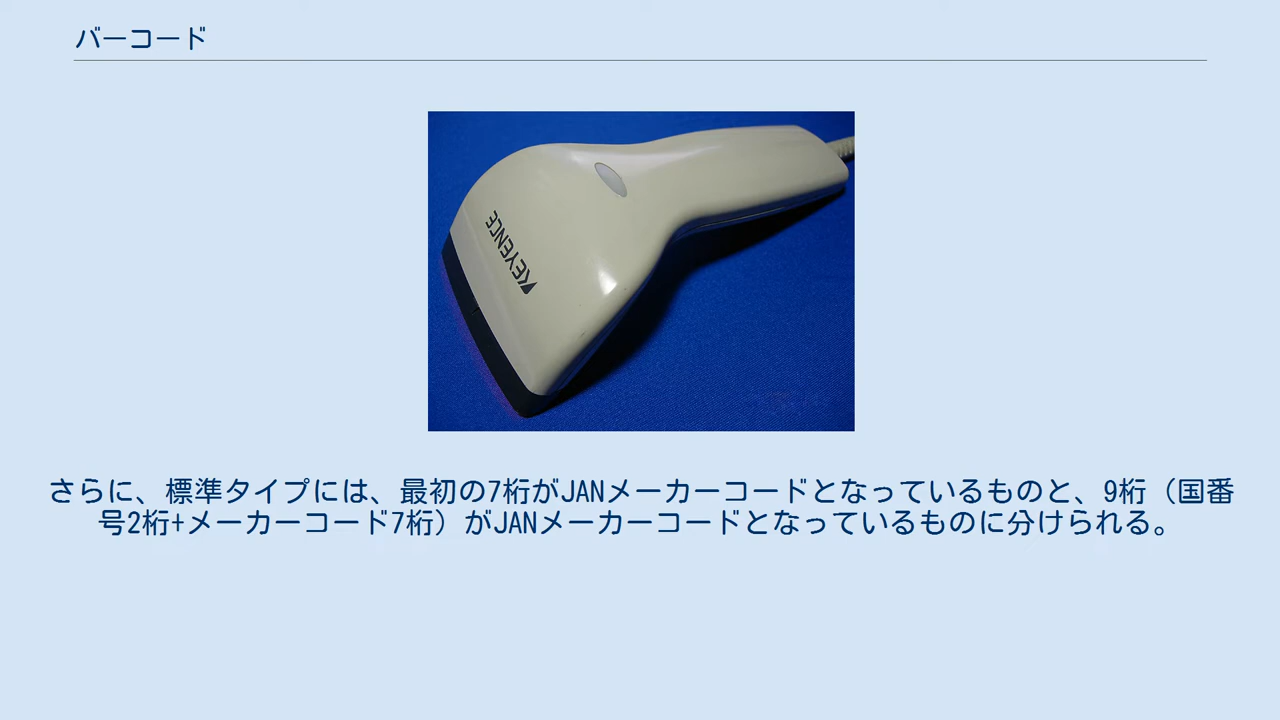 バーコード
KEYENCE
さらに、標準タイプには、最初の7桁がJANメーカーコードとなっているものと、9桁（国番
号2桁+メーカーコード7桁）がJANメーカーコードとなっているものに分けられる。